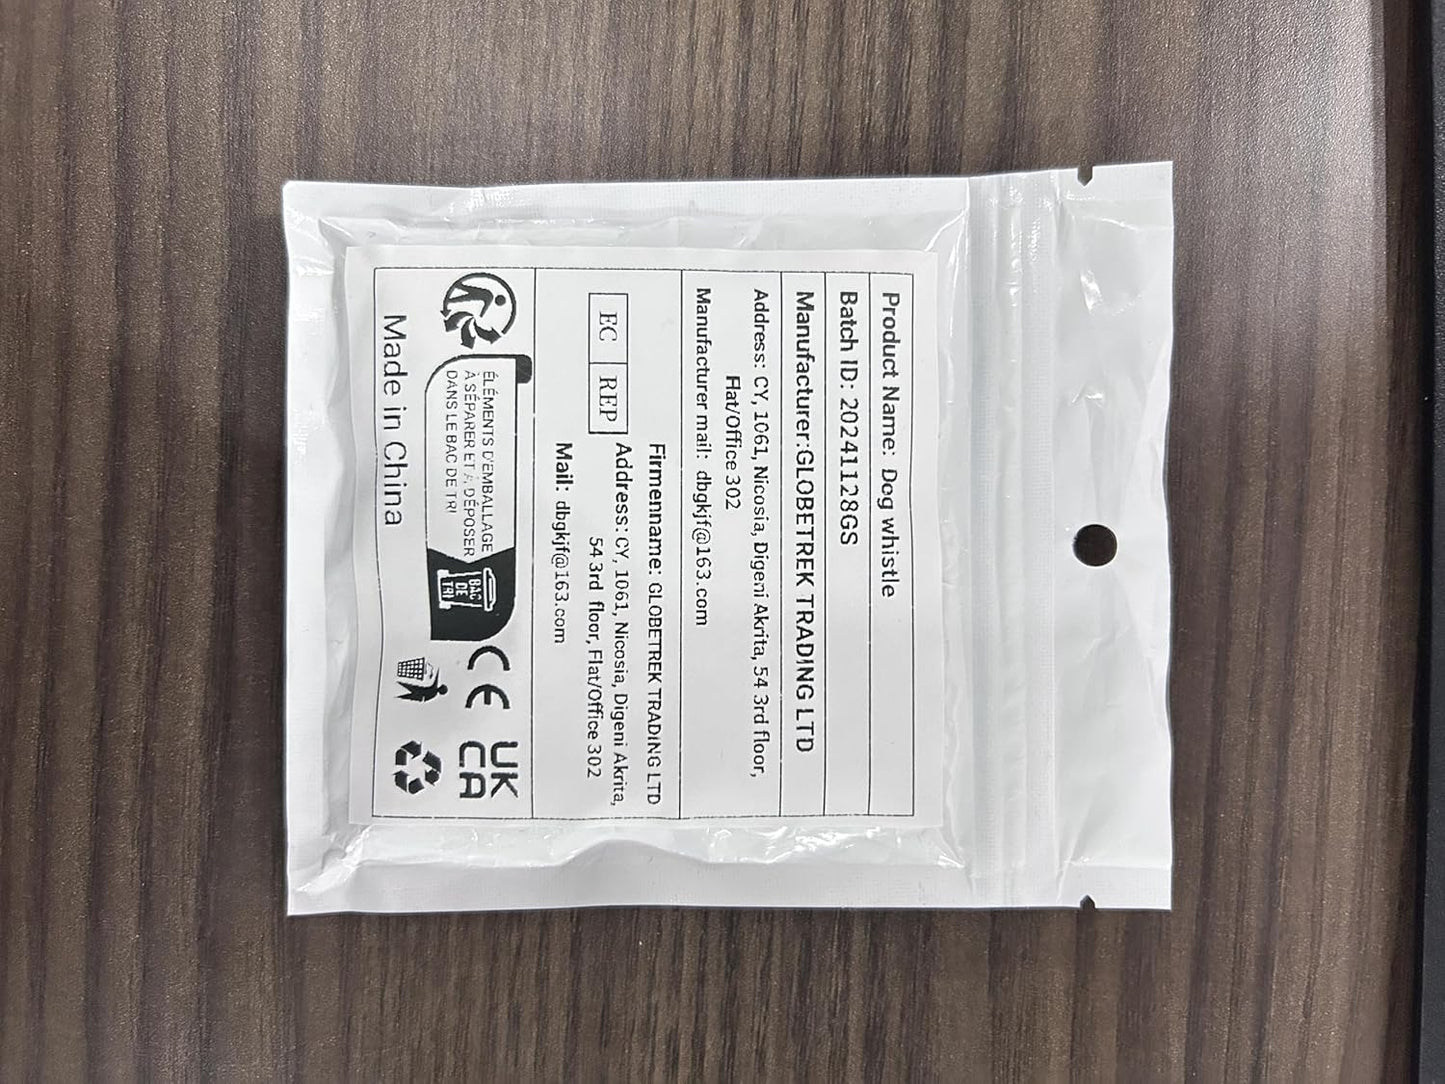 Product Name: Dog whistle
Batch ID: 20241128GS
Manufacturer:GLOBETREK TRADING LTD
Address: CY, 1061, Nicosia, Digeni Akrita, 54 3rd floor,
Flat/Office 302
Manufacturer mail: dbgkjf@163.com
EC REP
Firmenname: GLOBETREK TRADING LTD
Address:CY, 1061, Nicosia, Digeni Akrita,
54 3rd floor, Flat/Office 302
Mail: dbgkjf@163.com
ÉLÉMENTS D'EMBALLAGE
À SÉPARER ET À DÉPOSER
DANS LE BAC DE TRI
BAC
DE
TRI
CE
UK
CA
Made in China